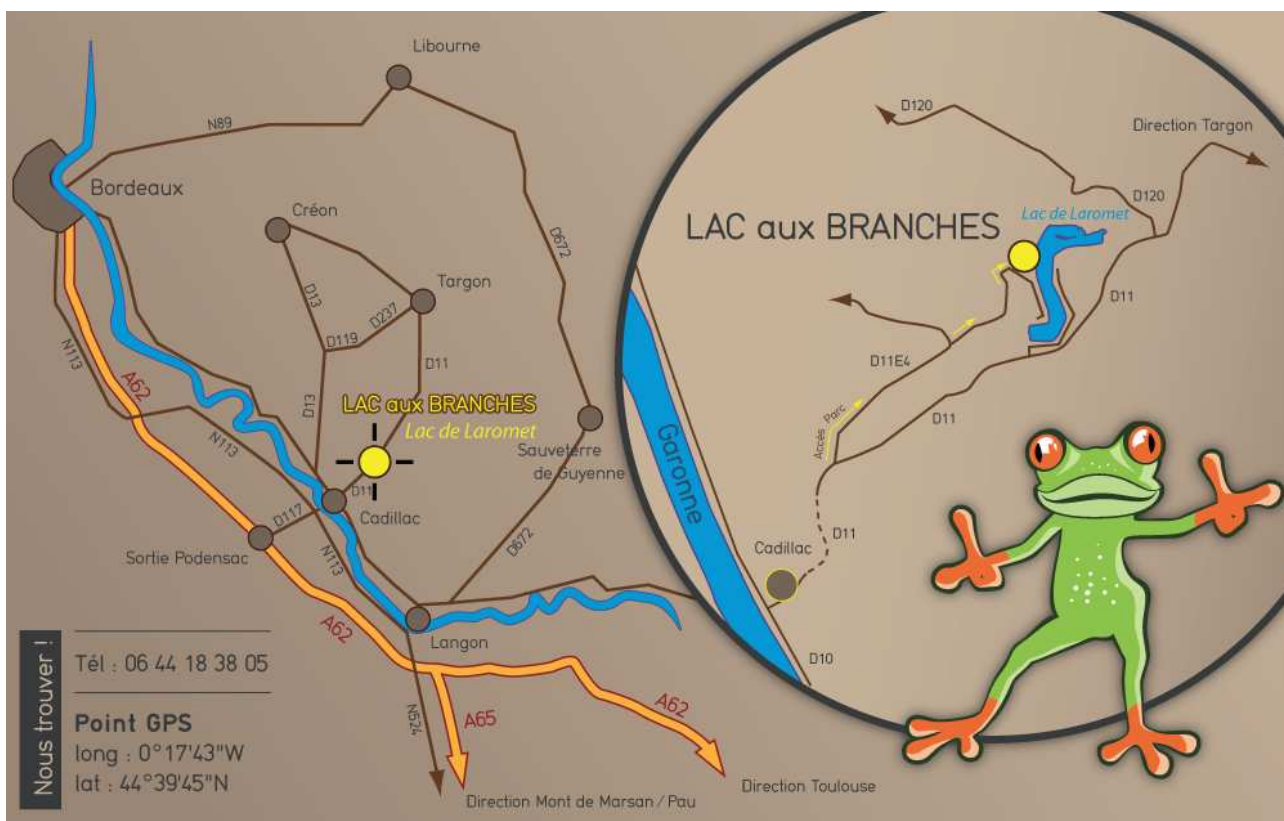 Libourne
N89
Bordeaux
Créon
D672
D13
Targon
D237
D119
D11
N113
A62
D13
LAC aux BRANCHES
Lac de Laromet
N113
Sauveterre
de Guyenne
D11
Cadillac
D117
Sortie Podensac
N113
D672
A62
Langon
N524
A65
A62
Direction Mont de Marsan / Pau
Direction Toulouse
D120
Direction Targon
D120
Lac de Laromet
LAC aux BRANCHES
D11
D11E4
D11
Accès Parc
Garonne
D11
Cadillac
D10
Nous trouver !
Tél : 06 44 18 38 05
Point GPS
long : 0°17'43"W
lat : 44°39'45"N